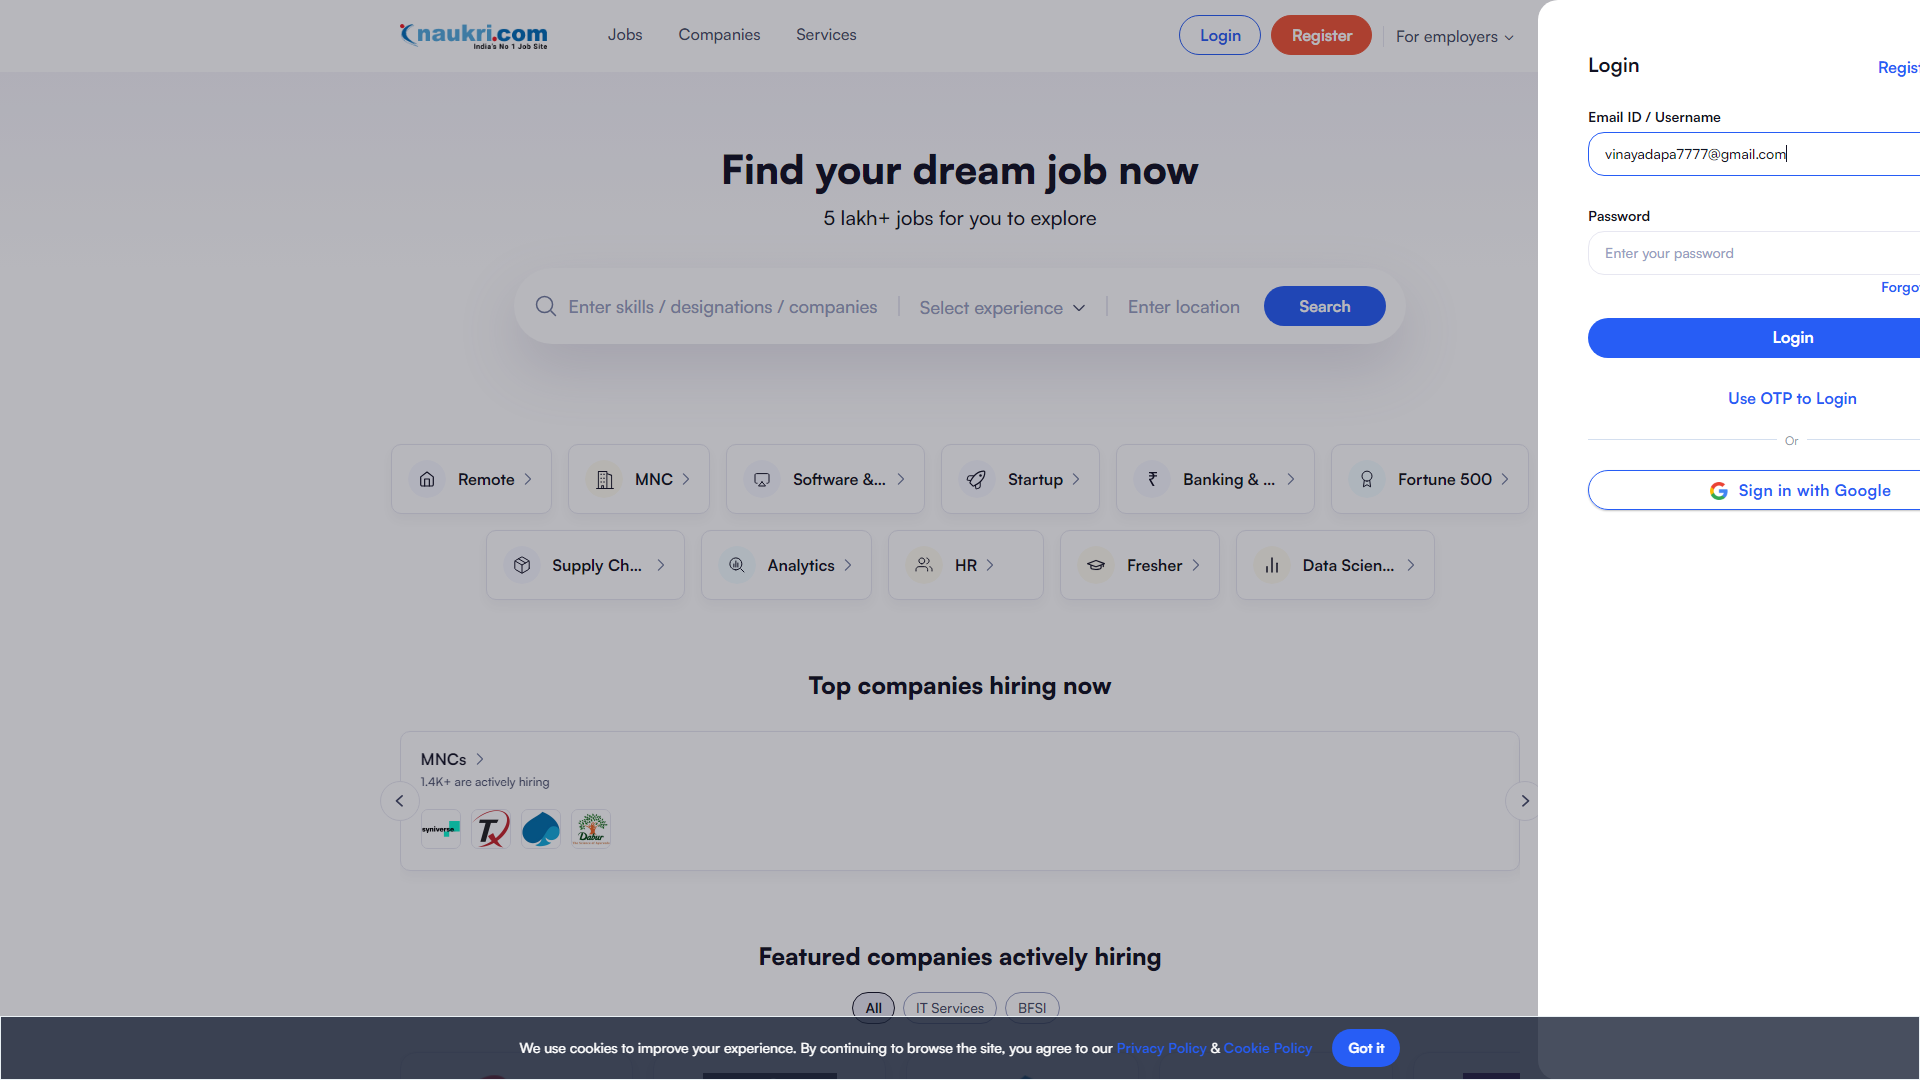 naukri.com
India's No 1 Job Site
Jobs
Companies
Services
Login
Register
For employers
Find your dream job now
5 lakh+ jobs for you to explore
Enter skills / designations / companies
Select experience
Enter location
Search
Remote
MNC
Software &...
Startup
Banking & ...
Fortune 500
Supply Ch...
Analytics
HR
Fresher
Data Scien...
Top companies hiring now
MNCs
1.4K+ are actively hiring
syniverse
Dabur
Featured companies actively hiring
All
IT Services
BFSI
We use cookies to improve your experience. By continuing to browse the site, you agree to our Privacy Policy & Cookie Policy
Got it
Login
Regist
Email ID / Username
vinayadapa7777@gmail.com
Password
Enter your password
Forgo
Login
Use OTP to Login
Or
Sign in with Google